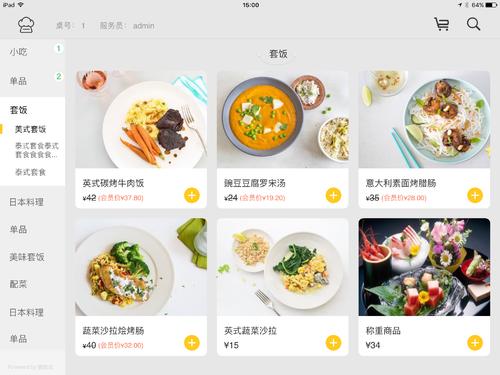 iPad
15:00
64%
桌号： 1 服务员： admin
小吃 1
单品 2
套饭
美式套饭
泰式套食泰式
套食食食食...
泰式套食
日本料理
单品
美味套饭
配菜
日本料理
单品
套饭
英式碳烤牛肉饭
¥42 (会员价¥37.80)
豌豆豆腐罗宋汤
¥24 (会员价¥19.20)
意大利素面烤腊肠
¥35 (会员价¥28.00)
蔬菜沙拉烩烤肠
¥40 (会员价¥32.00)
英式蔬菜沙拉
¥15
称重商品
¥34